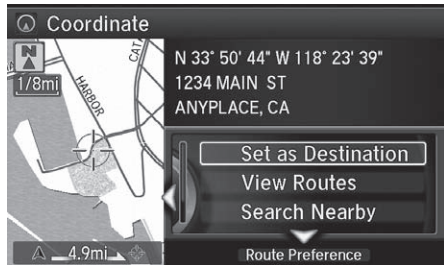 Coordinate
N
1/8mi
HARBOR
CAT
4.9mi
N 33° 50' 44" W 118° 23' 39"
1234 MAIN ST
ANYPLACE, CA
Set as Destination
View Routes
Search Nearby
Route Preference